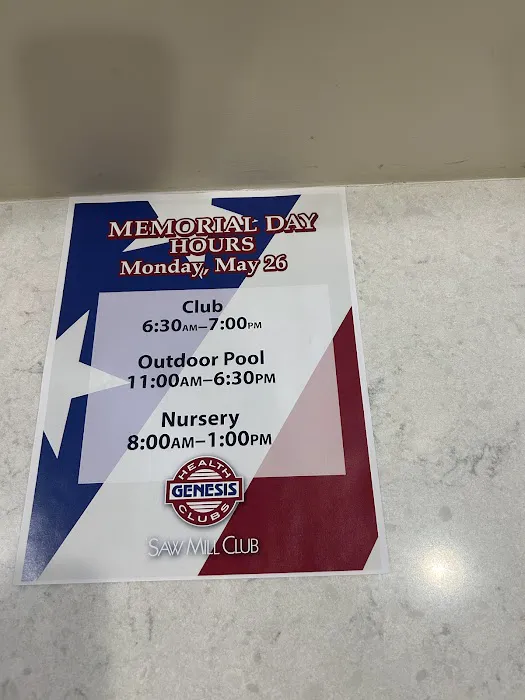 MEMORIAL DAY
HOURS
Monday, May 26
Club
6:30AM–7:00PM
Outdoor Pool
11:00AM–6:30PM
Nursery
8:00AM–1:00PM
HEALTH
GENESIS
CLUBS
SAW MILL CLUB